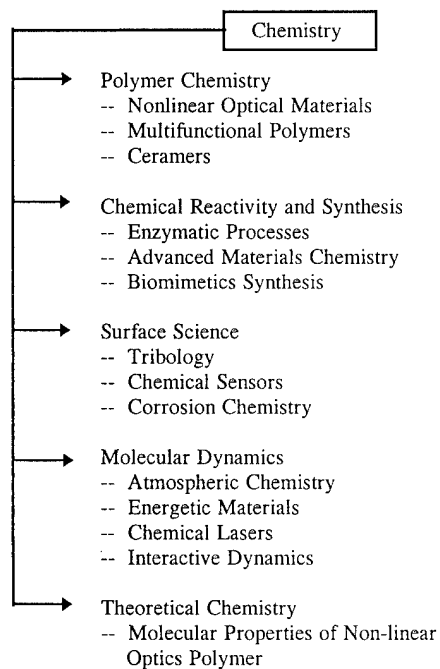 Chemistry
Polymer Chemistry
-- Nonlinear Optical Materials
-- Multifunctional Polymers
-- Ceramers
Chemical Reactivity and Synthesis
-- Enzymatic Processes
-- Advanced Materials Chemistry
-- Biomimetics Synthesis
Surface Science
-- Tribology
-- Chemical Sensors
-- Corrosion Chemistry
Molecular Dynamics
-- Atmospheric Chemistry
-- Energetic Materials
-- Chemical Lasers
-- Interactive Dynamics
Theoretical Chemistry
-- Molecular Properties of Non-linear
Optics Polymer